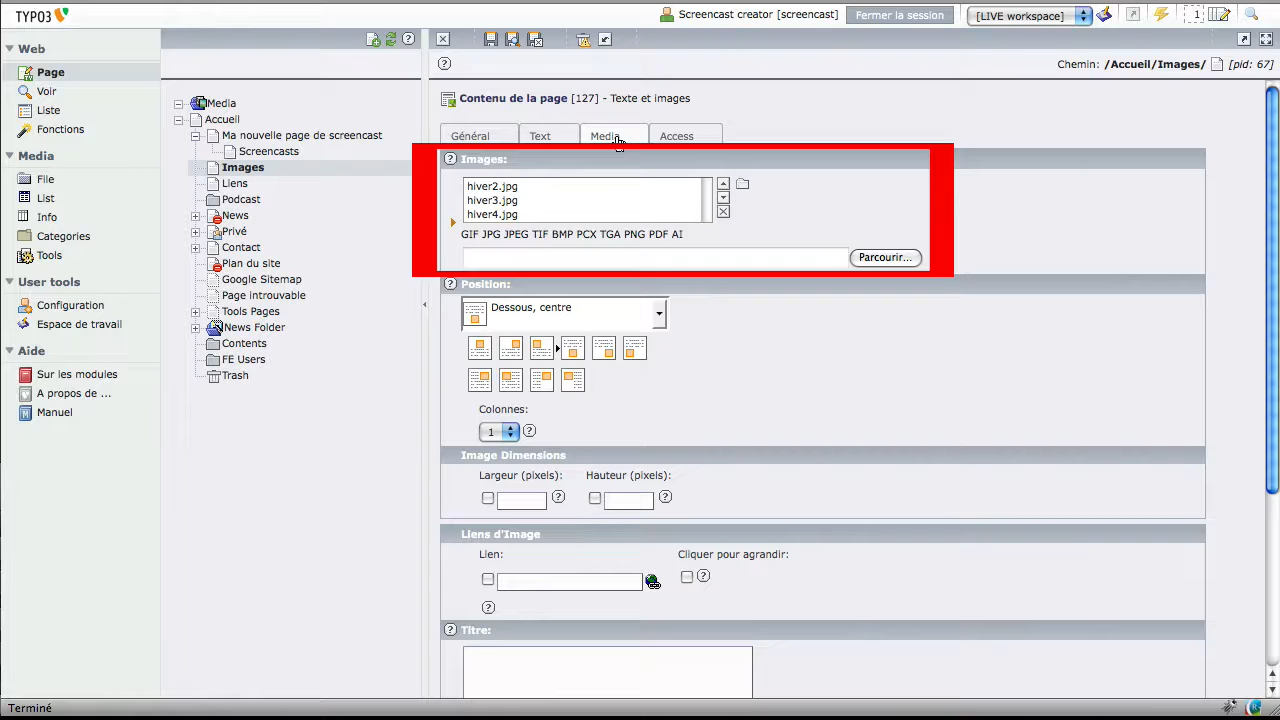 TYPO3
Screencast creator [screencast]
Fermer la session
[LIVE workspace]
1
Web
Page
Voir
Liste
Fonctions
Media
File
List
Info
Categories
Tools
User tools
Configuration
Espace de travail
Aide
Sur les modules
A propos de ...
Manuel
Media
Accueil
Ma nouvelle page de screencast
Screencasts
Images
Liens
Podcast
News
Privé
Contact
Plan du site
Google Sitemap
Page introuvable
Tools Pages
News Folder
Contents
FE Users
Trash
Chemin: /Accueil/Images/ [pid: 67]
Contenu de la page [127] - Texte et images
Général Text Media Access
Images:
hiver2.jpg
hiver3.jpg
hiver4.jpg
GIF JPG JPEG TIF BMP PCX TGA PNG PDF AI
Parcourir...
Position:
Dessous, centre
Colonnes:
1
Image Dimensions
Largeur (pixels): Hauteur (pixels):
Liens d'Image
Lien: Cliquer pour agrandir:
Titre:
Terminé